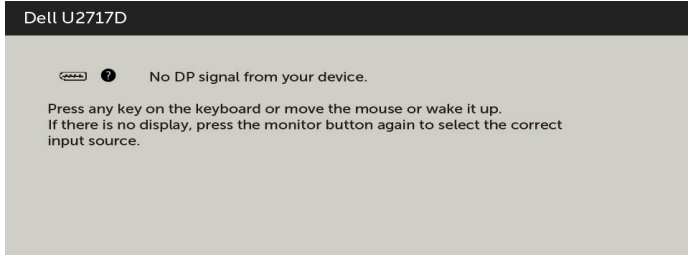 Dell U2717D
? No DP signal from your device.
Press any key on the keyboard or move the mouse or wake it up.
If there is no display, press the monitor button again to select the correct
input source.